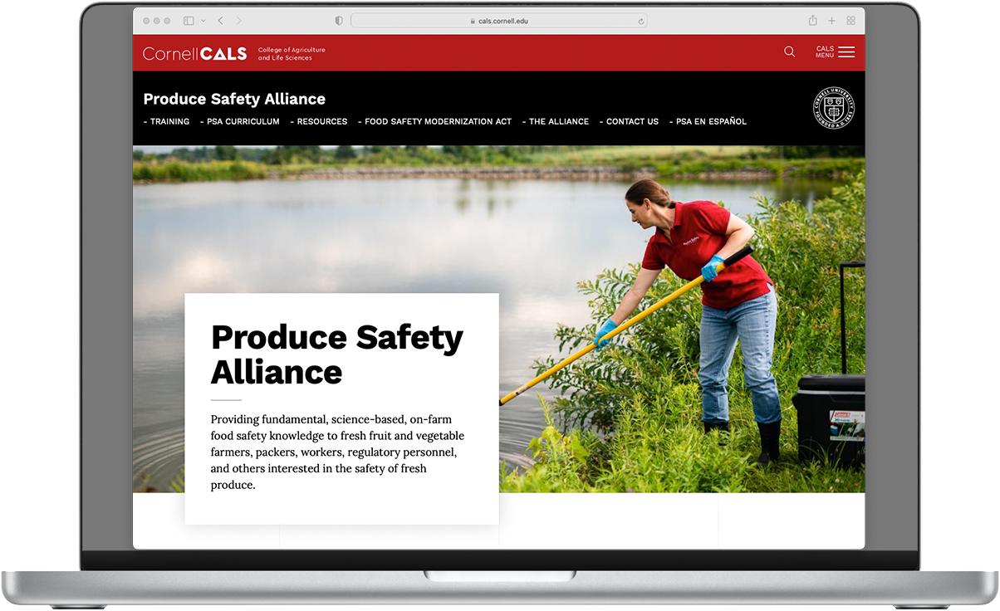 cals.cornell.edu
CornellCALS
College of Agriculture
and Life Sciences
CALS
MENU
Produce Safety Alliance
- TRAINING - PSA CURRICULUM - RESOURCES - FOOD SAFETY MODERNIZATION ACT - THE ALLIANCE - CONTACT US - PSA EN ESPAÑOL
CORNELL UNIVERSITY
Produce Safety
Alliance
Providing fundamental, science-based, on-farm
food safety knowledge to fresh fruit and vegetable
farmers, packers, workers, regulatory personnel,
and others interested in the safety of fresh
produce.